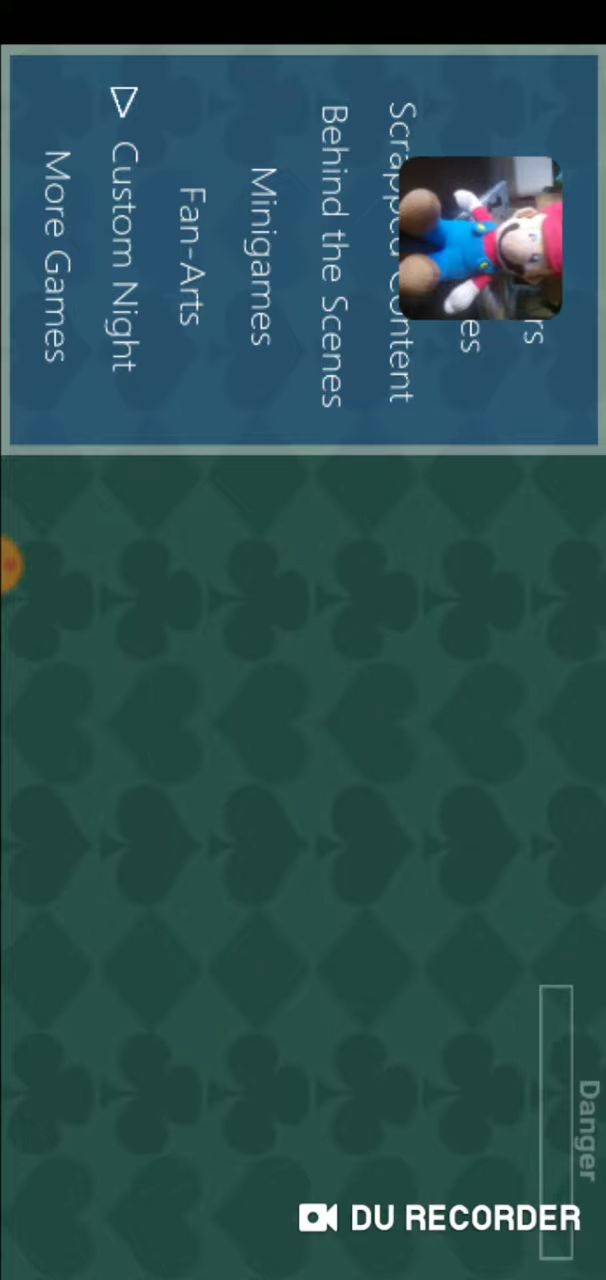 Scrapped Content
Behind the Scenes
Minigames
Fan-Arts
Custom Night
More Games
Danger
DU RECORDER